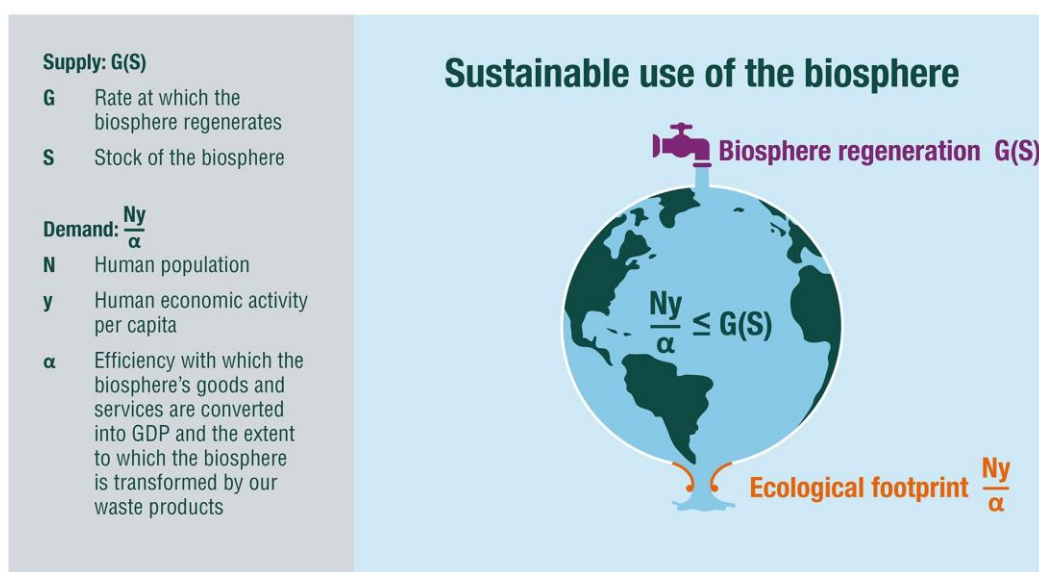 Supply: G(S)
G Rate at which the
biosphere regenerates
S Stock of the biosphere
Demand: Ny/α
N Human population
y Human economic activity
per capita
α Efficiency with which the
biosphere’s goods and
services are converted
into GDP and the extent
to which the biosphere
is transformed by our
waste products
Sustainable use of the biosphere
Biosphere regeneration G(S)
Ny/α ≤ G(S)
Ecological footprint Ny/α